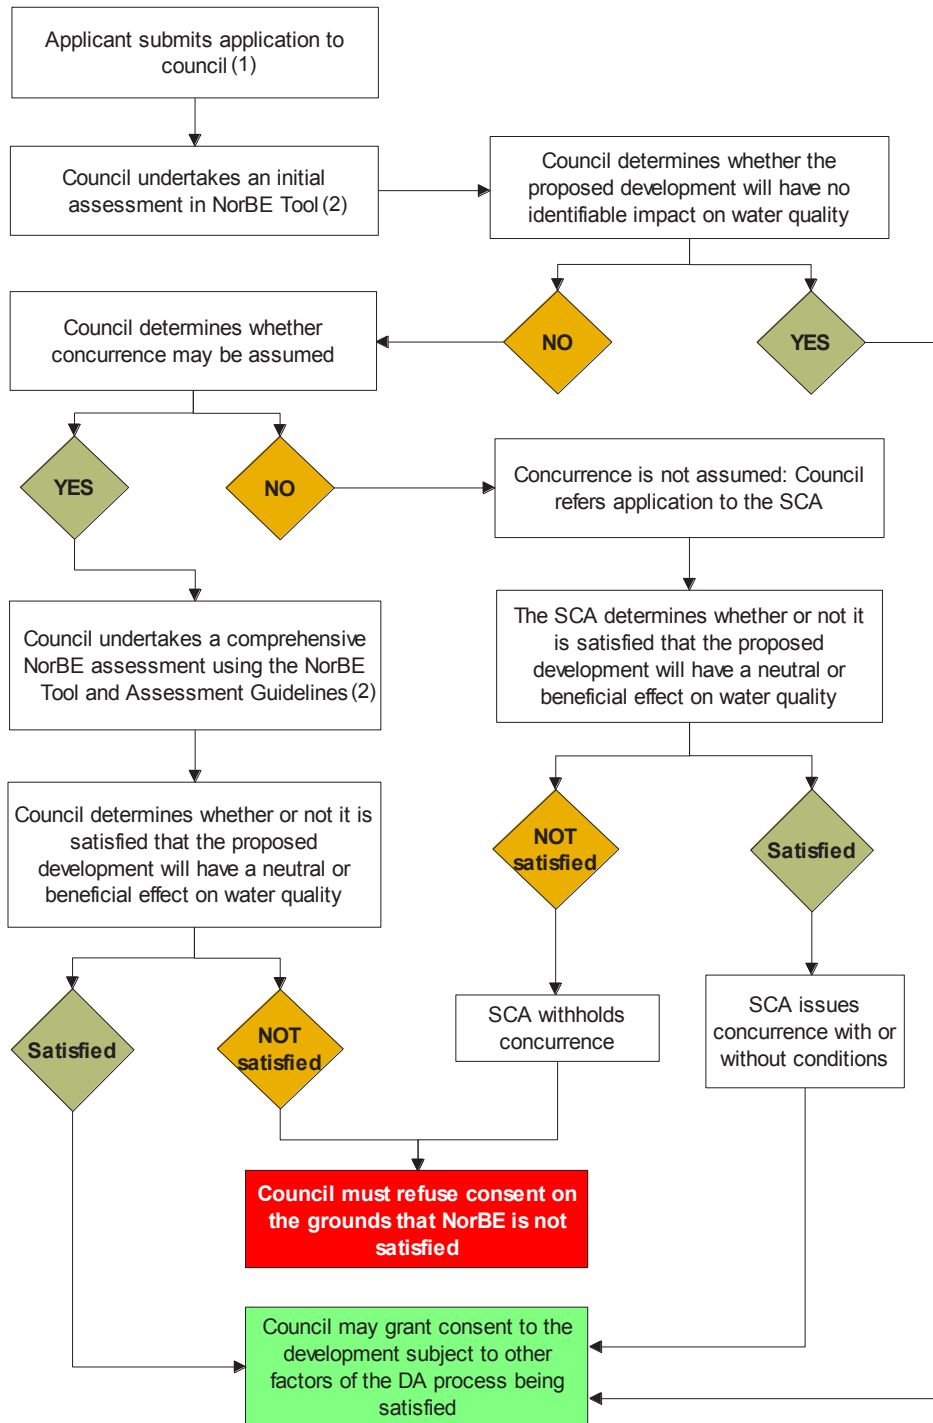 Applicant submits application to
council (1)
Council undertakes an initial
assessment in NorBE Tool (2)
Council determines whether the
proposed development will have no
identifiable impact on water quality
Council determines whether
concurrence may be assumed
NO
YES
YES
NO
Concurrence is not assumed: Council
refers application to the SCA
Council undertakes a comprehensive
NorBE assessment using the NorBE
Tool and Assessment Guidelines (2)
The SCA determines whether or not it
is satisfied that the proposed
development will have a neutral or
beneficial effect on water quality
Council determines whether or not it is
satisfied that the proposed
development will have a neutral or
beneficial effect on water quality
NOT
satisfied
Satisfied
Satisfied
NOT
satisfied
SCA withholds
concurrence
SCA issues
concurrence with or
without conditions
Council must refuse consent on
the grounds that NorBE is not
satisfied
Council may grant consent to the
development subject to other
factors of the DA process being
satisfied